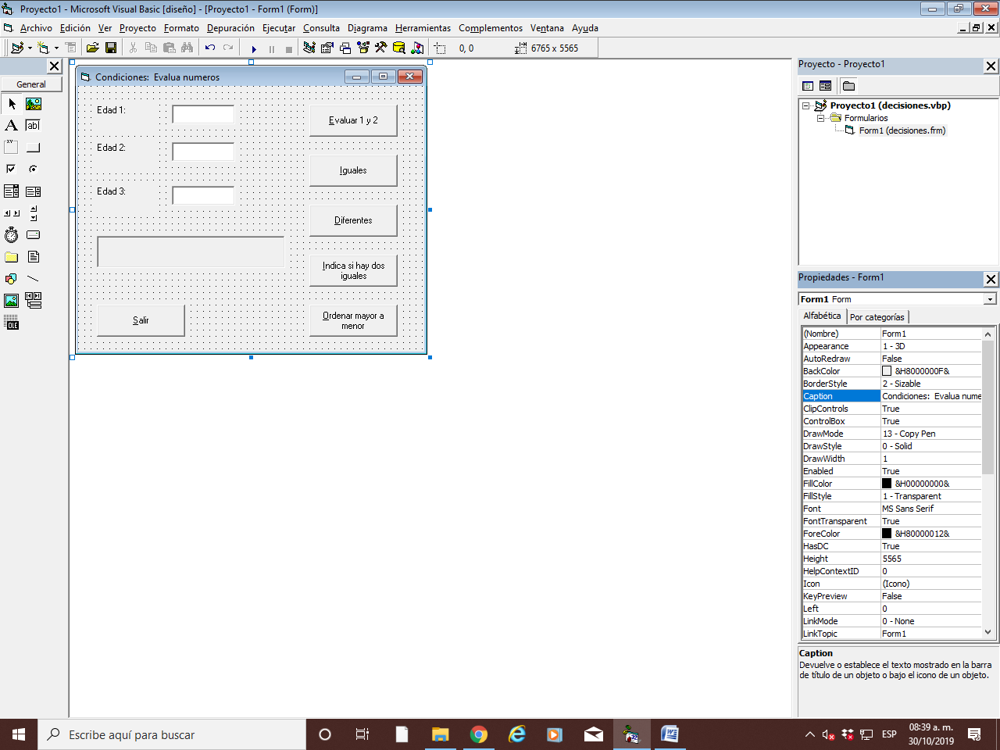 Proyecto1 - Microsoft Visual Basic [diseño] - [Proyecto1 - Form1 (Form)]
Archivo Edición Ver Proyecto Formato Depuración Ejecutar Consulta Diagrama Herramientas Complementos Ventana Ayuda
0, 0 6765 x 5565
General
A ab|
xy
OLE
Condiciones: Evalua numeros
Edad 1:
Edad 2:
Edad 3:
Evaluar 1 y 2
Iguales
Diferentes
Indica si hay dos
iguales
Ordenar mayor a
menor
Salir
Proyecto - Proyecto1
Proyecto1 (decisiones.vbp)
Formularios
Form1 (decisiones.frm)
Propiedades - Form1
Form1 Form
Alfabética Por categorías
(Nombre) Form1
Appearance 1 - 3D
AutoRedraw False
BackColor &H8000000F&
BorderStyle 2 - Sizable
Caption Condiciones: Evalua nume
ClipControls True
ControlBox True
DrawMode 13 - Copy Pen
DrawStyle 0 - Solid
DrawWidth 1
Enabled True
FillColor &H00000000&
FillStyle 1 - Transparent
Font MS Sans Serif
FontTransparent True
ForeColor &H80000012&
HasDC True
Height 5565
HelpContextID 0
Icon (Icono)
KeyPreview False
Left 0
LinkMode 0 - None
LinkTopic Form1
Caption
Devuelve o establece el texto mostrado en la barra
de título de un objeto o bajo el icono de un objeto.
Escribe aquí para buscar
ESP
08:39 a. m.
30/10/2019